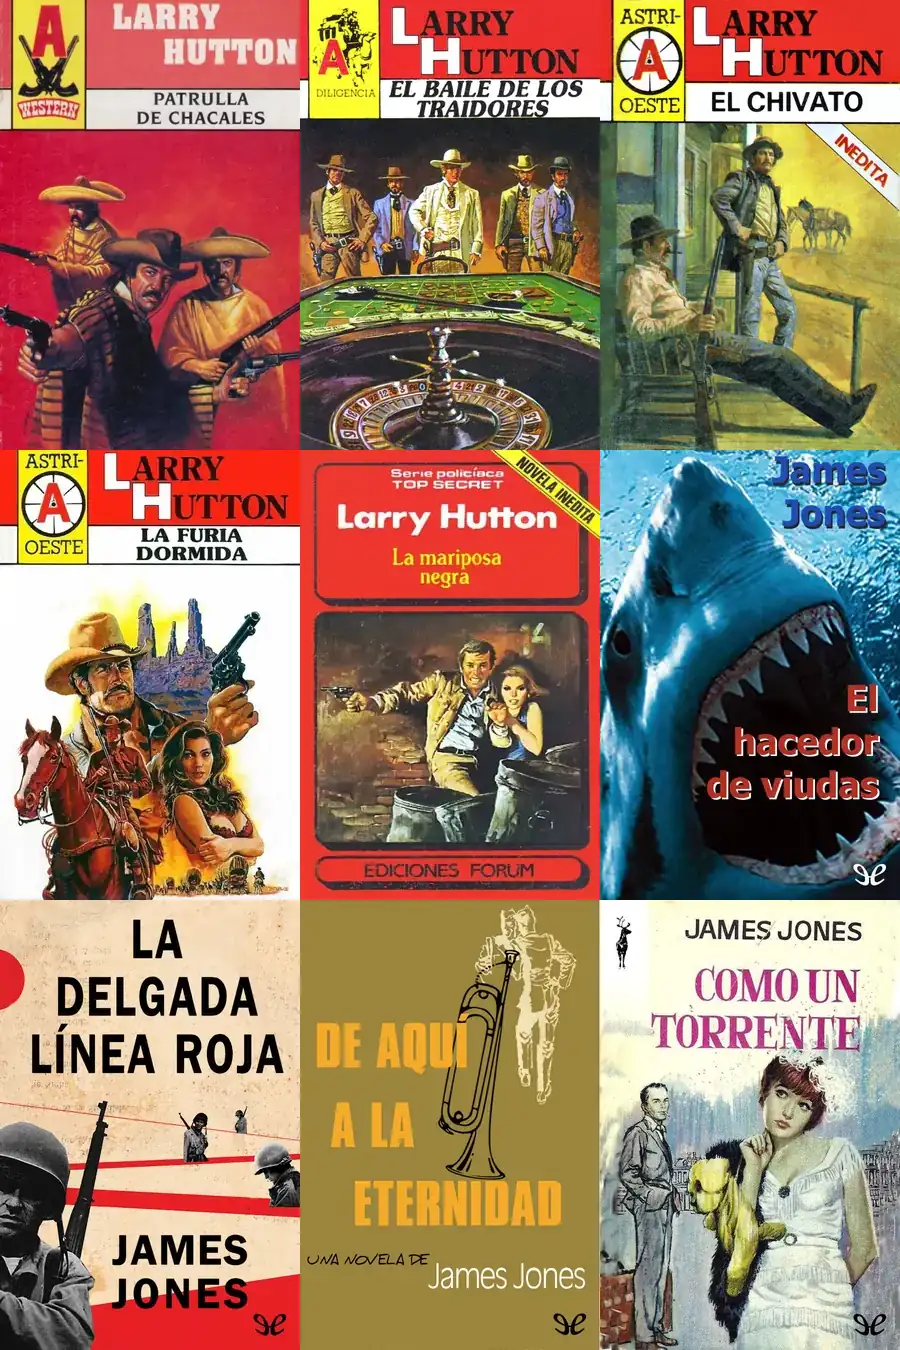 A
WESTERN
LARRY
HUTTON
PATRULLA
DE CHACALES
A
DILIGENCIA
LARRY
HUTTON
EL BAILE DE LOS
TRAIDORES
ASTRI-
A
OESTE
LARRY
HUTTON
EL CHIVATO
INEDITA
ASTRI-
A
OESTE
LARRY
HUTTON
LA FURIA
DORMIDA
Serie policíaca
TOP SECRET
NOVELA INEDITA
Larry Hutton
La mariposa
negra
EDICIONES FORUM
James
Jones
El
hacedor
de viudas
LA
DELGADA
LÍNEA ROJA
JAMES
JONES
DE AQUI
A LA
ETERNIDAD
UNA NOVELA DE
James Jones
JAMES JONES
COMO UN
TORRENTE